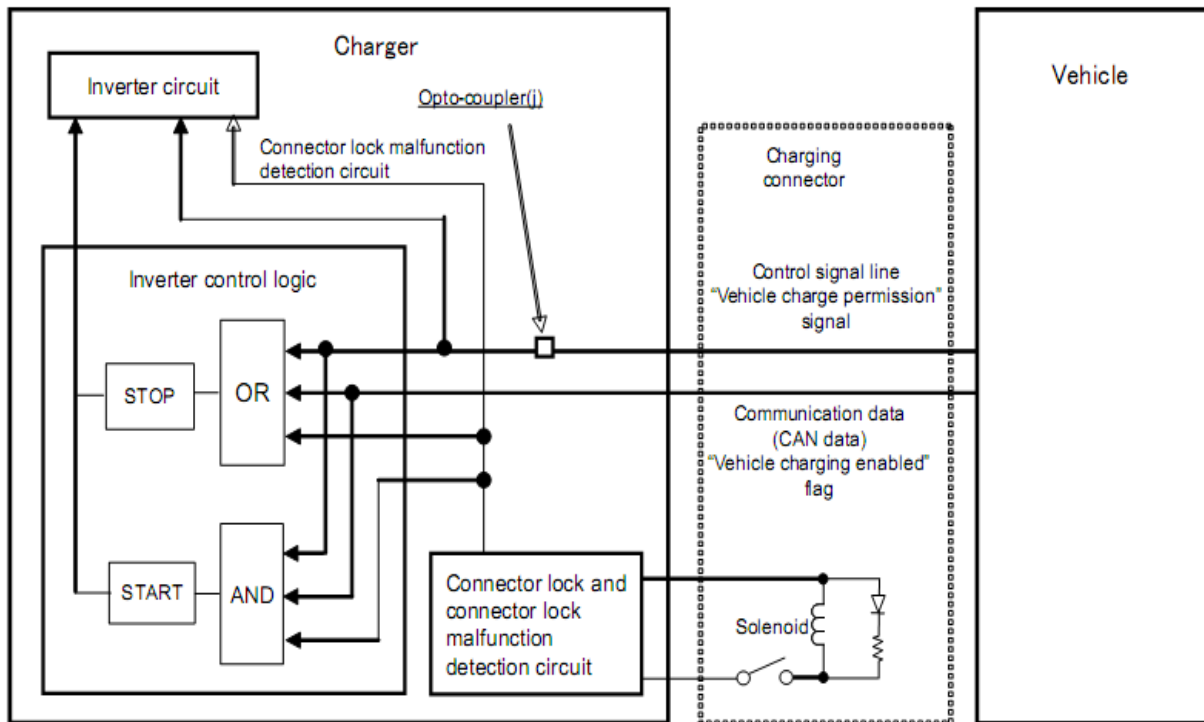 Charger
Inverter circuit
Opto-coupler(j)
Vehicle
Connector lock malfunction
detection circuit
Charging
connector
Inverter control logic
Control signal line
“Vehicle charge permission”
signal
STOP
OR
Communication data
(CAN data)
“Vehicle charging enabled”
flag
START
AND
Connector lock and
connector lock
malfunction
detection circuit
Solenoid